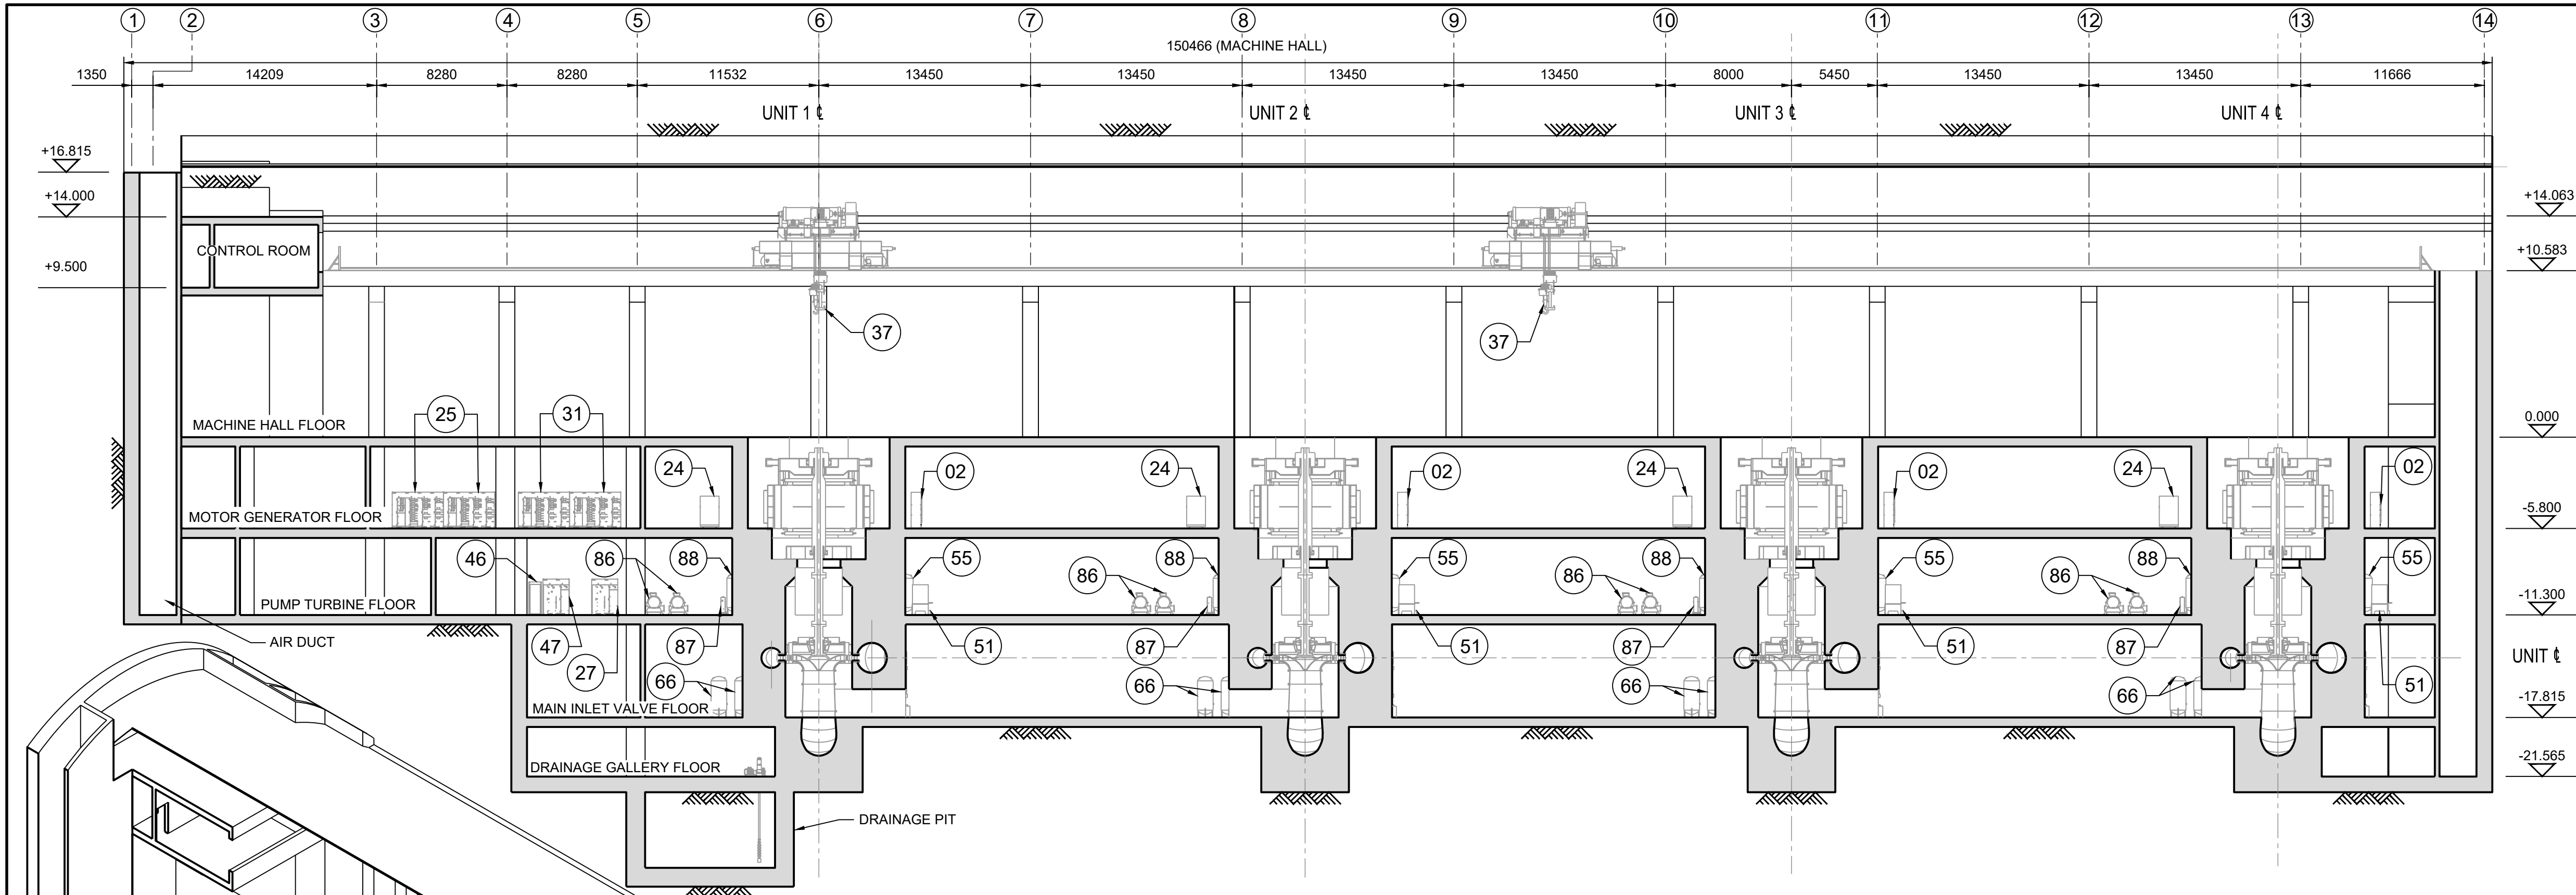 1 2 3 4 5 6 7 8 9 10 11 12 13 14
150466 (MACHINE HALL)
1350 14209 8280 8280 11532 13450 13450 13450 13450 8000 5450 13450 13450 11666
UNIT 1 ℄ UNIT 2 ℄ UNIT 3 ℄ UNIT 4 ℄
+16.815
+14.000 +14.063
CONTROL ROOM
+9.500 +10.583
37 37
25 31 0.000
MACHINE HALL FLOOR
24 02 24 02 24 02 24 02
MOTOR GENERATOR FLOOR -5.800
46 86 88 55 86 88 55 86 88 55 86 88 55
PUMP TURBINE FLOOR -11.300
AIR DUCT 47 27 87 51 87 51 87 51 87
UNIT ℄
66 66 66 66 51
MAIN INLET VALVE FLOOR -17.815
DRAINAGE GALLERY FLOOR -21.565
DRAINAGE PIT